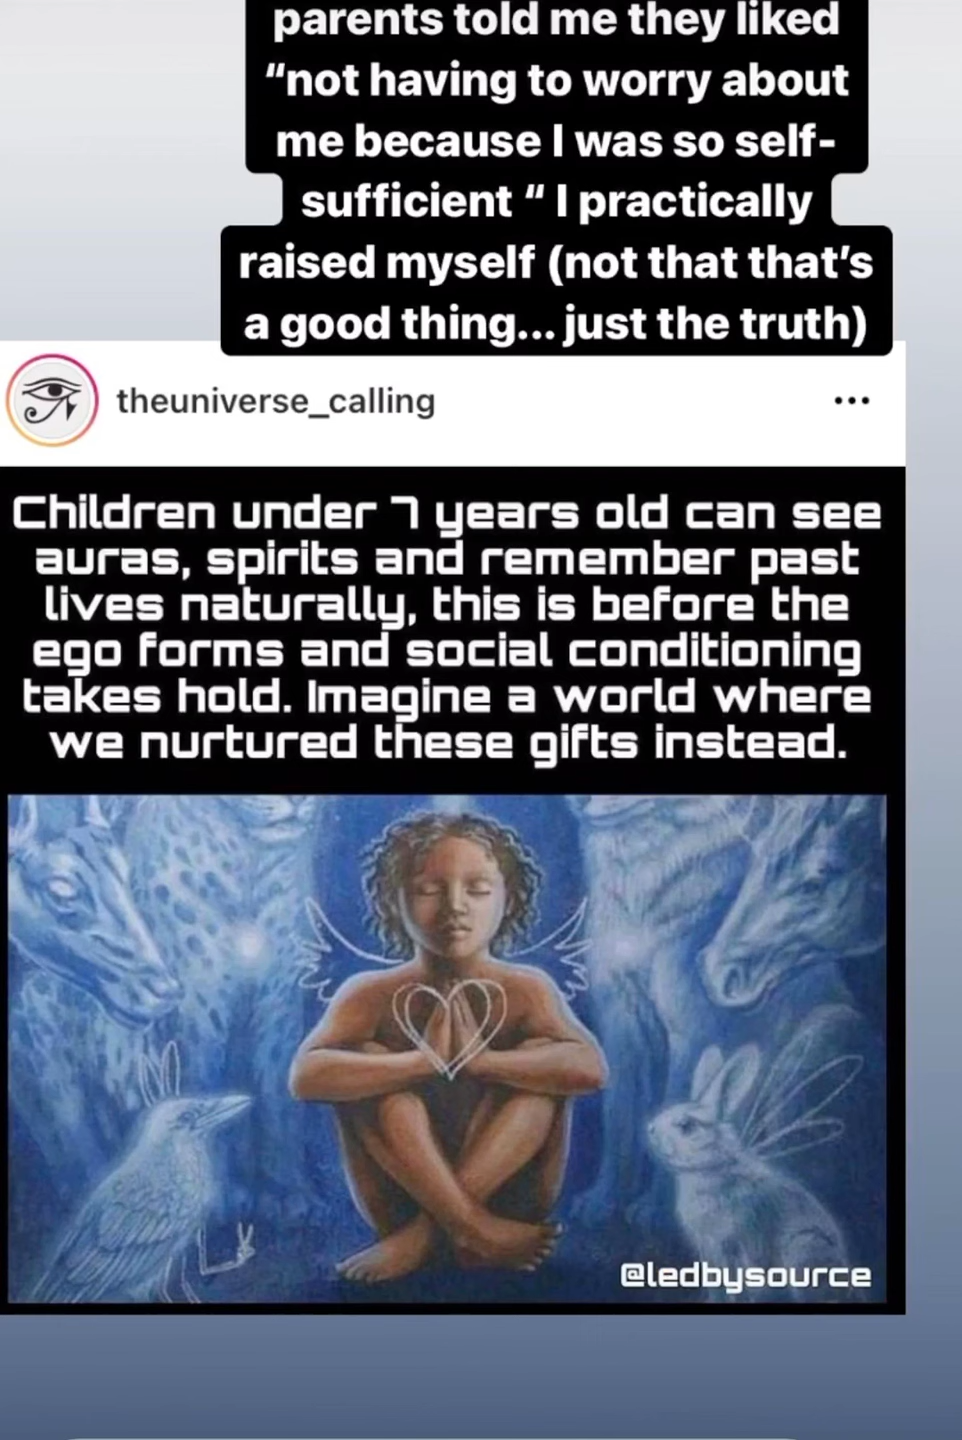 parents told me they liked
“not having to worry about
me because I was so self-
sufficient “ I practically
raised myself (not that that’s
a good thing... just the truth)
theuniverse_calling
Children under 7 years old can see
auras, spirits and remember past
lives naturally, this is before the
ego forms and social conditioning
takes hold. Imagine a world where
we nurtured these gifts instead.
@ledbysource